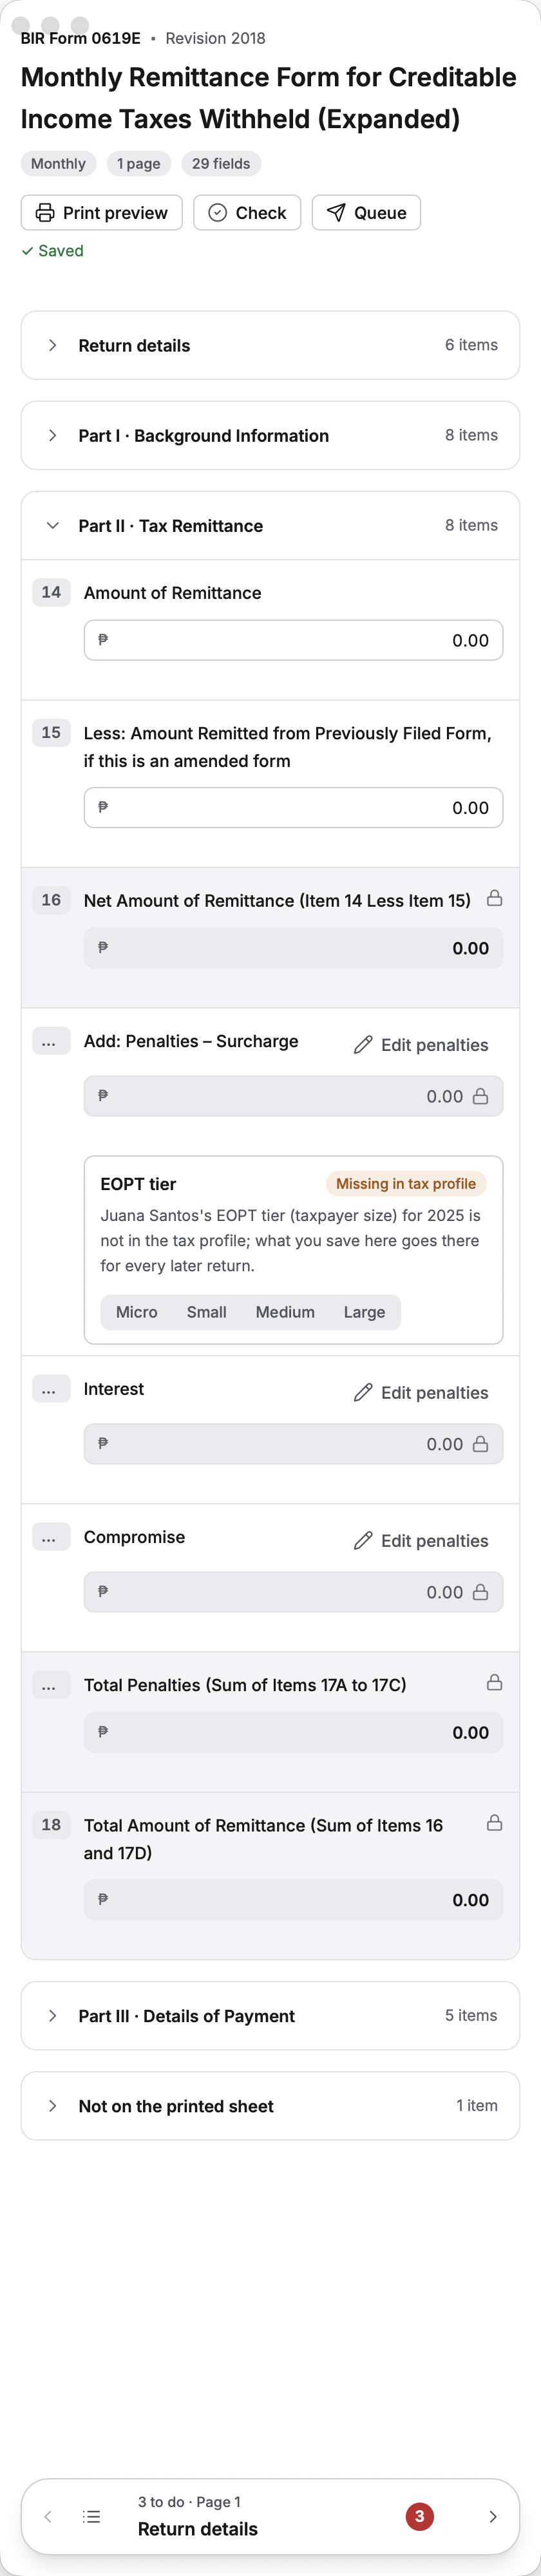 BIR Form 0619E • Revision 2018
Monthly Remittance Form for Creditable
Income Taxes Withheld (Expanded)
Monthly 1 page 29 fields
Print preview Check Queue
✓ Saved
Return details 6 items
Part I · Background Information 8 items
Part II · Tax Remittance 8 items
14 Amount of Remittance
₱ 0.00
15 Less: Amount Remitted from Previously Filed Form,
if this is an amended form
₱ 0.00
16 Net Amount of Remittance (Item 14 Less Item 15)
₱ 0.00
... Add: Penalties – Surcharge Edit penalties
₱ 0.00
EOPT tier Missing in tax profile
Juana Santos's EOPT tier (taxpayer size) for 2025 is
not in the tax profile; what you save here goes there
for every later return.
Micro Small Medium Large
... Interest Edit penalties
₱ 0.00
... Compromise Edit penalties
₱ 0.00
... Total Penalties (Sum of Items 17A to 17C)
₱ 0.00
18 Total Amount of Remittance (Sum of Items 16
and 17D)
₱ 0.00
Part III · Details of Payment 5 items
Not on the printed sheet 1 item
3 to do · Page 1
Return details 3